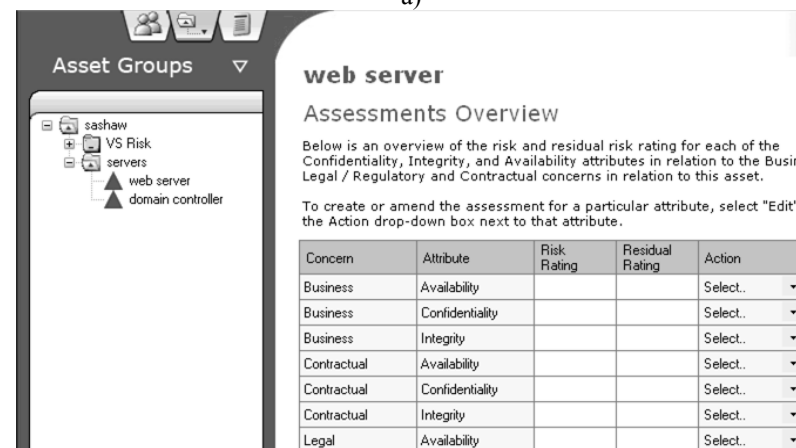 a)
Asset Groups
sashaw
VS Risk
servers
web server
domain controller
web server
Assessments Overview
Below is an overview of the risk and residual risk rating for each of the
Confidentiality, Integrity, and Availability attributes in relation to the Busin
Legal / Regulatory and Contractual concerns in relation to this asset.
To create or amend the assessment for a particular attribute, select "Edit"
the Action drop-down box next to that attribute.
Concern Attribute Risk Rating Residual Rating Action
Business Availability Select..
Business Confidentiality Select..
Business Integrity Select..
Contractual Availability Select..
Contractual Confidentiality Select..
Contractual Integrity Select..
Legal Availability Select..